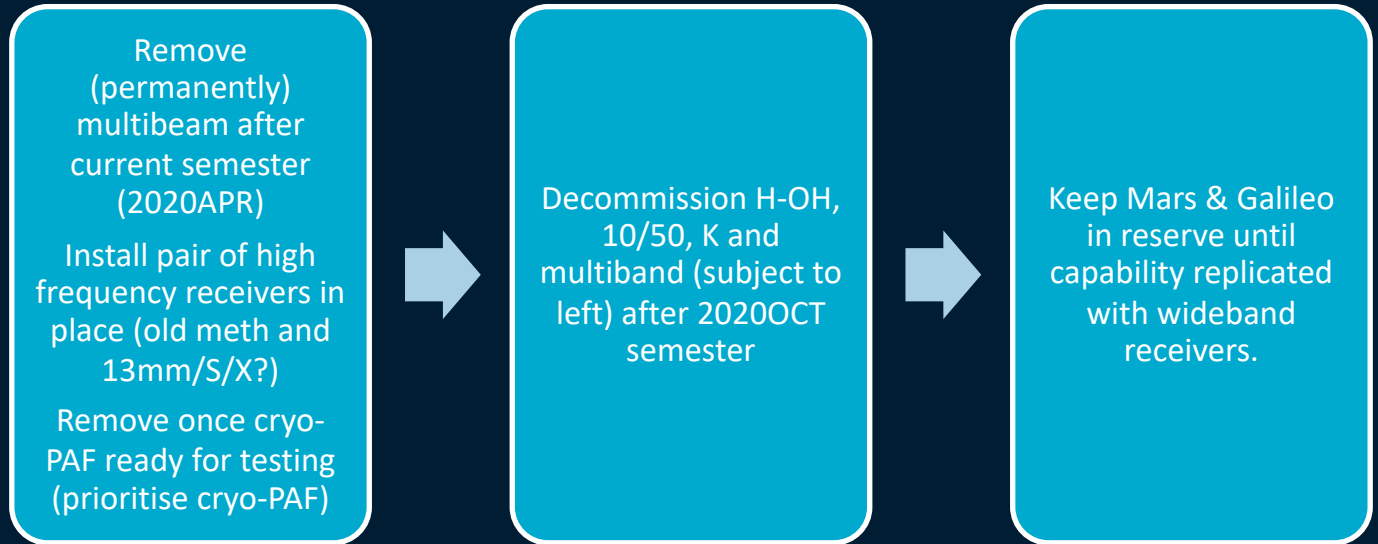 Remove
(permanently)
multibeam after
current semester
(2020APR)
Install pair of high
frequency receivers in
place (old meth and
13mm/S/X?)
Remove once cryo-
PAF ready for testing
(prioritise cryo-PAF)
Decommission H-OH,
10/50, K and
multiband (subject to
left) after 2020OCT
semester
Keep Mars & Galileo
in reserve until
capability replicated
with wideband
receivers.